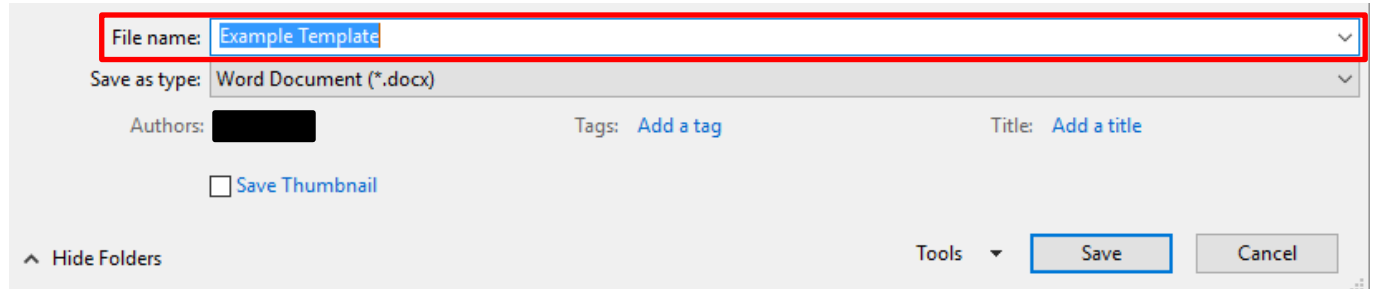 File name: Example Template
Save as type: Word Document (*.docx)
Authors: Tags: Add a tag Title: Add a title
Save Thumbnail
Hide Folders Tools Save Cancel